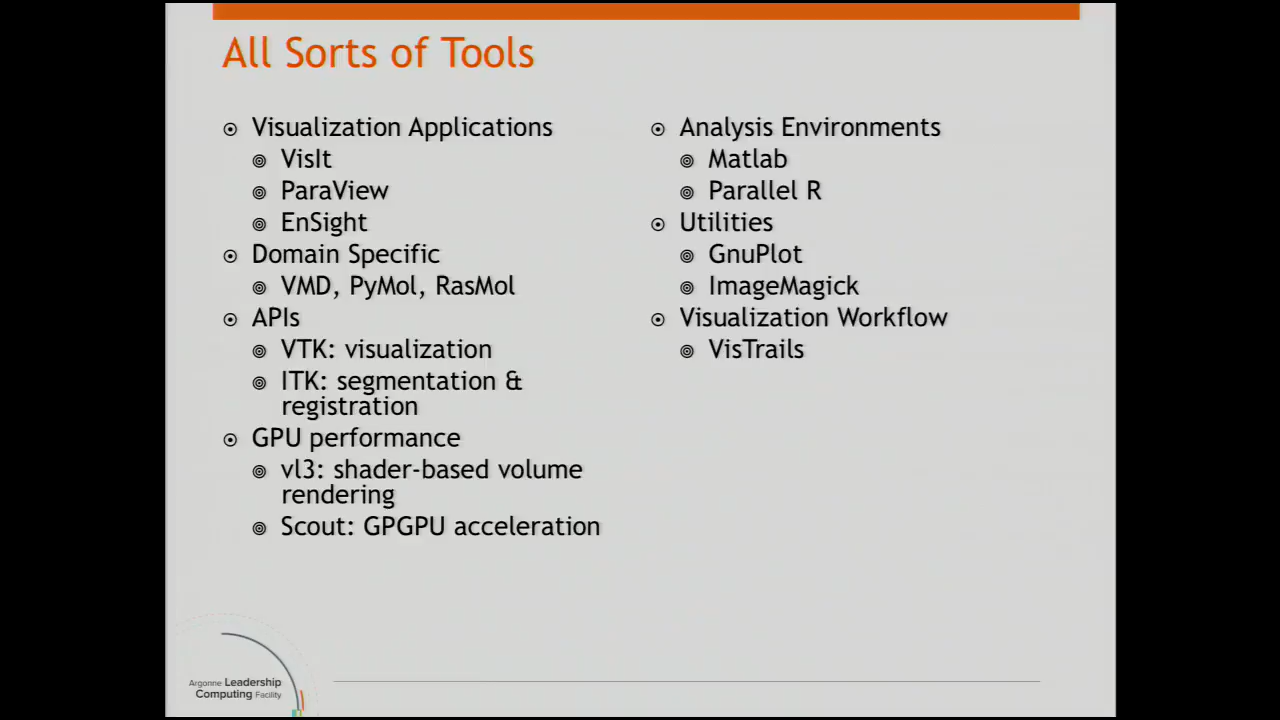 All Sorts of Tools
Visualization Applications
VisIt
ParaView
EnSight
Domain Specific
VMD, PyMol, RasMol
APIs
VTK: visualization
ITK: segmentation &
registration
GPU performance
vl3: shader-based volume
rendering
Scout: GPGPU acceleration
Analysis Environments
Matlab
Parallel R
Utilities
GnuPlot
ImageMagick
Visualization Workflow
VisTrails
Argonne Leadership
Computing Facility